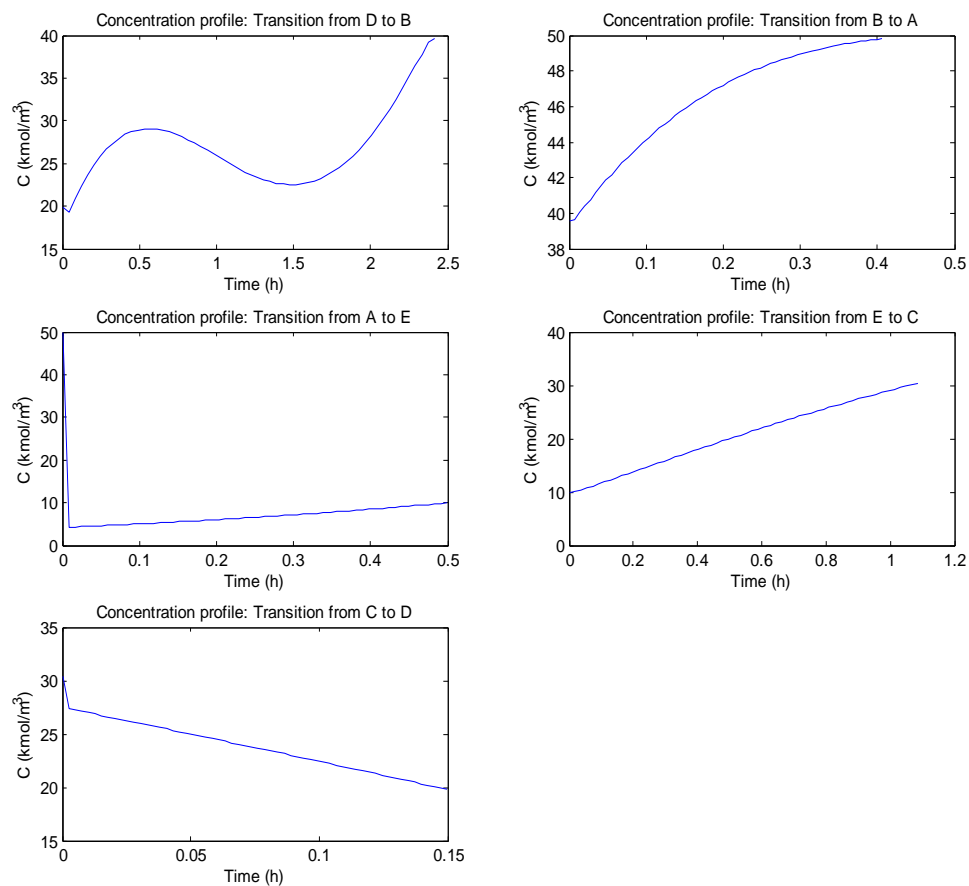 Concentration profile: Transition from D to B
40
35
30
25
20
15
C (kmol/m³)
0 0.5 1 1.5 2 2.5
Time (h)
Concentration profile: Transition from B to A
50
48
46
44
42
40
38
C (kmol/m³)
0 0.1 0.2 0.3 0.4 0.5
Time (h)
Concentration profile: Transition from A to E
50
40
30
20
10
0
C (kmol/m³)
0 0.1 0.2 0.3 0.4 0.5
Time (h)
Concentration profile: Transition from E to C
40
30
20
10
0
C (kmol/m³)
0 0.2 0.4 0.6 0.8 1 1.2
Time (h)
Concentration profile: Transition from C to D
35
30
25
20
15
C (kmol/m³)
0 0.05 0.1 0.15
Time (h)